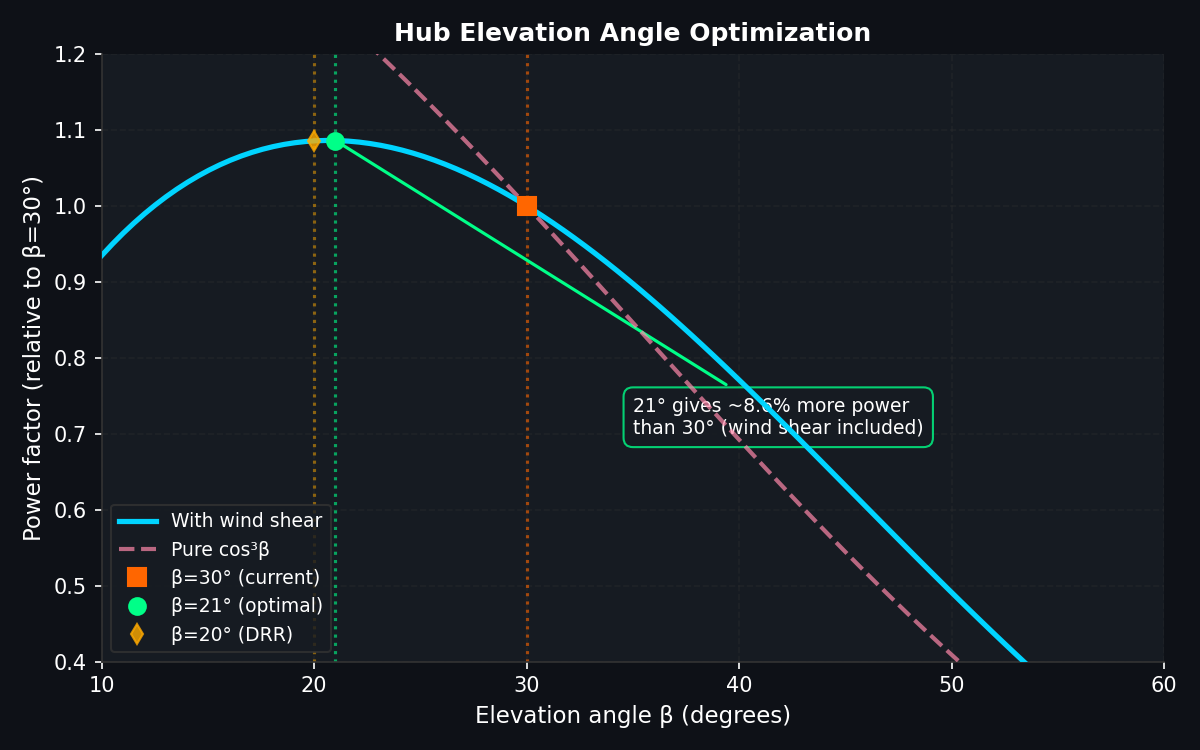 Hub Elevation Angle Optimization
Power factor (relative to β=30°)
1.2
1.1
1.0
0.9
0.8
0.7
0.6
0.5
0.4
21° gives ~8.6% more power
than 30° (wind shear included)
With wind shear
Pure cos³β
β=30° (current)
β=21° (optimal)
β=20° (DRR)
10 20 30 40 50 60
Elevation angle β (degrees)